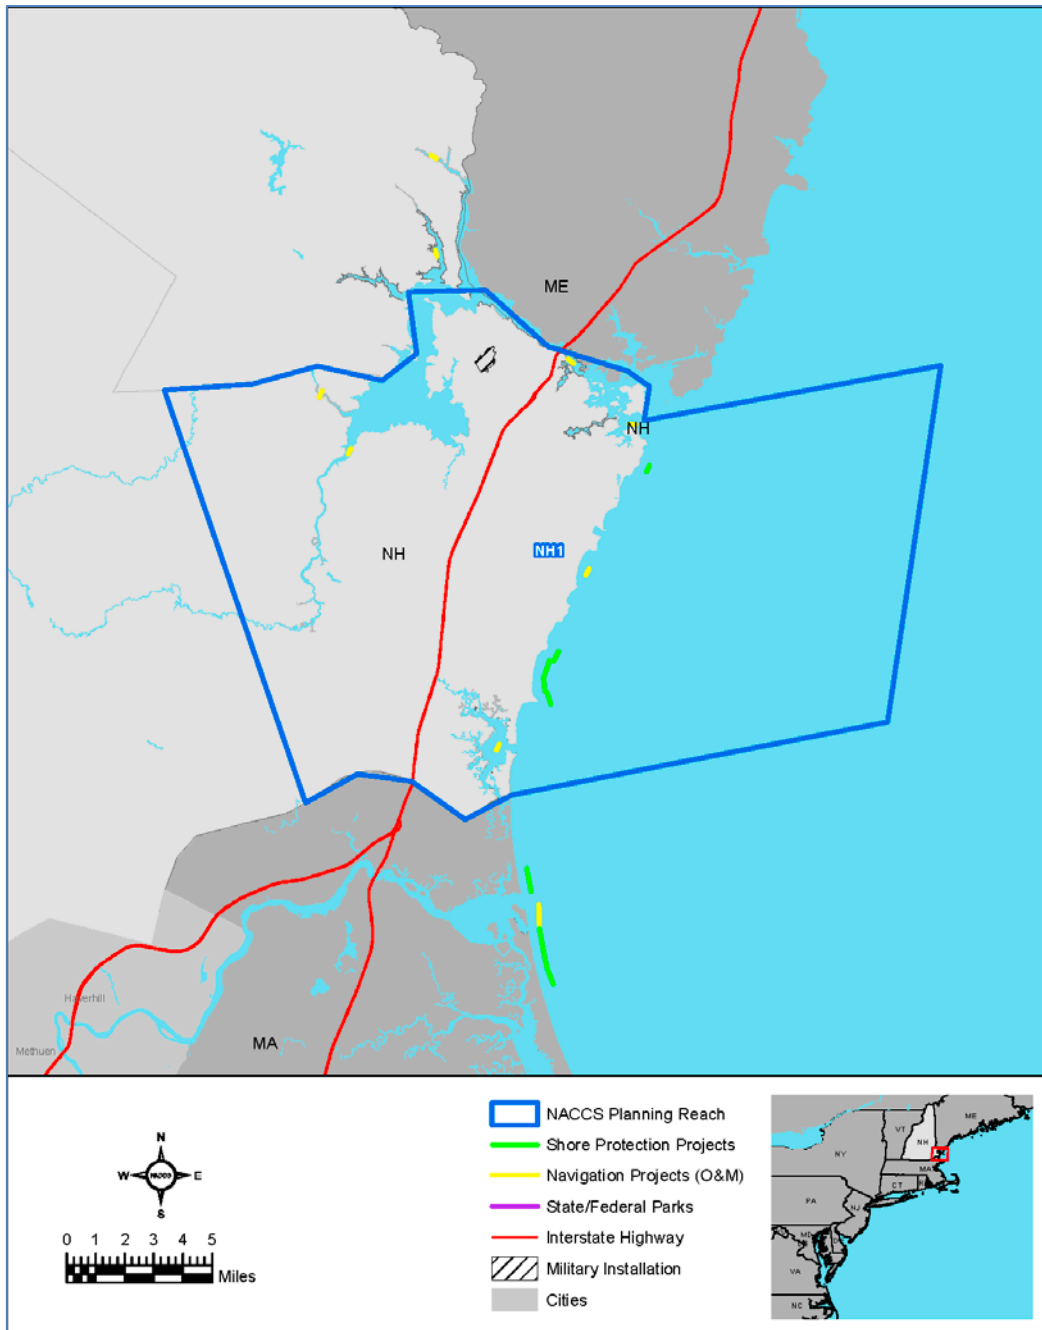 ME
NH
NH
NH1
Haverhill
Methuen
MA
N
W
E
S
NACCS
0 1 2 3 4 5
Miles
NACCS Planning Reach
Shore Protection Projects
Navigation Projects (O&M)
State/Federal Parks
Interstate Highway
Military Installation
Cities
ME
VT
NH
NY
MA
CT
PA
NJ
MD
VA
NC